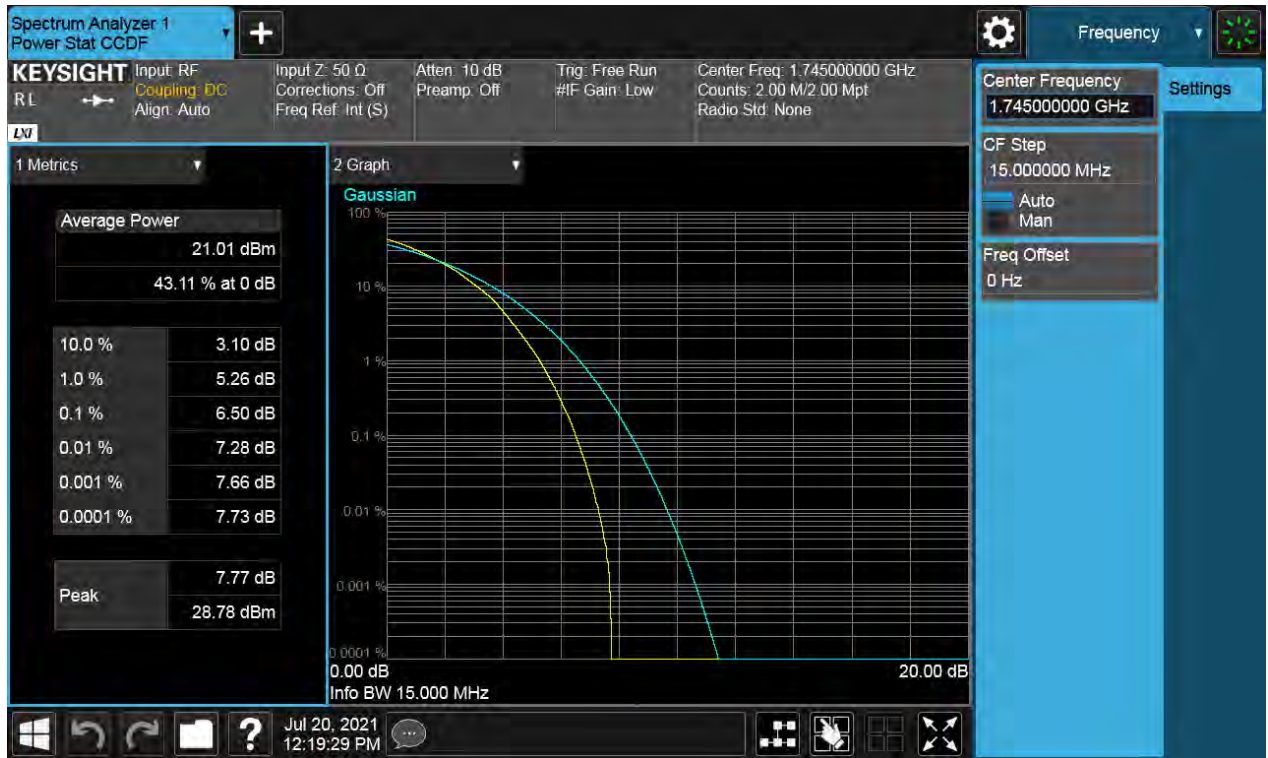 Spectrum Analyzer 1
Power Stat CCDF
Frequency
KEYSIGHT
RL
LXI
Input: RF
Coupling: DC
Align: Auto
Input Z: 50 Ω
Corrections: Off
Freq Ref: Int (S)
Atten: 10 dB
Preamp: Off
Trig: Free Run
#IF Gain: Low
Center Freq: 1.745000000 GHz
Counts: 2.00 M/2.00 Mpt
Radio Std: None
Center Frequency
1.745000000 GHz
Settings
CF Step
15.000000 MHz
Auto
Man
Freq Offset
0 Hz
1 Metrics
Average Power
21.01 dBm
43.11 % at 0 dB
10.0 % 3.10 dB
1.0 % 5.26 dB
0.1 % 6.50 dB
0.01 % 7.28 dB
0.001 % 7.66 dB
0.0001 % 7.73 dB
Peak
7.77 dB
28.78 dBm
2 Graph
Gaussian
100 %
10 %
1 %
0.1 %
0.01 %
0.001 %
0.0001 %
0.00 dB 20.00 dB
Info BW 15.000 MHz
?
Jul 20, 2021
12:19:29 PM